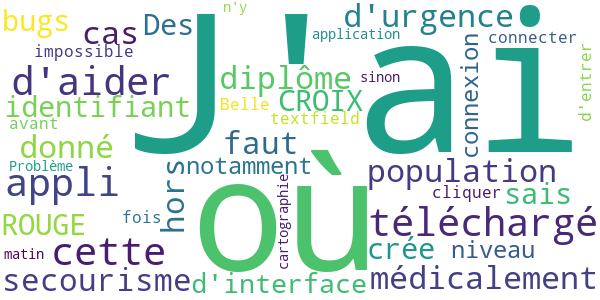 J'ai
où
n'y
bugs
cas
Des
d'urgence
impossible
application
connecter
d'aider
diplôme
sinon
connexion
d'entrer
identifiant
Belle
CROIX
textfield
avant
donné
faut
Problème
notamment
population
appli
hors
cartographie
cliquer
sais
ROUGE
fois
téléchargé
matin
cette
crée
niveau
secourisme
d'interface
médicalement